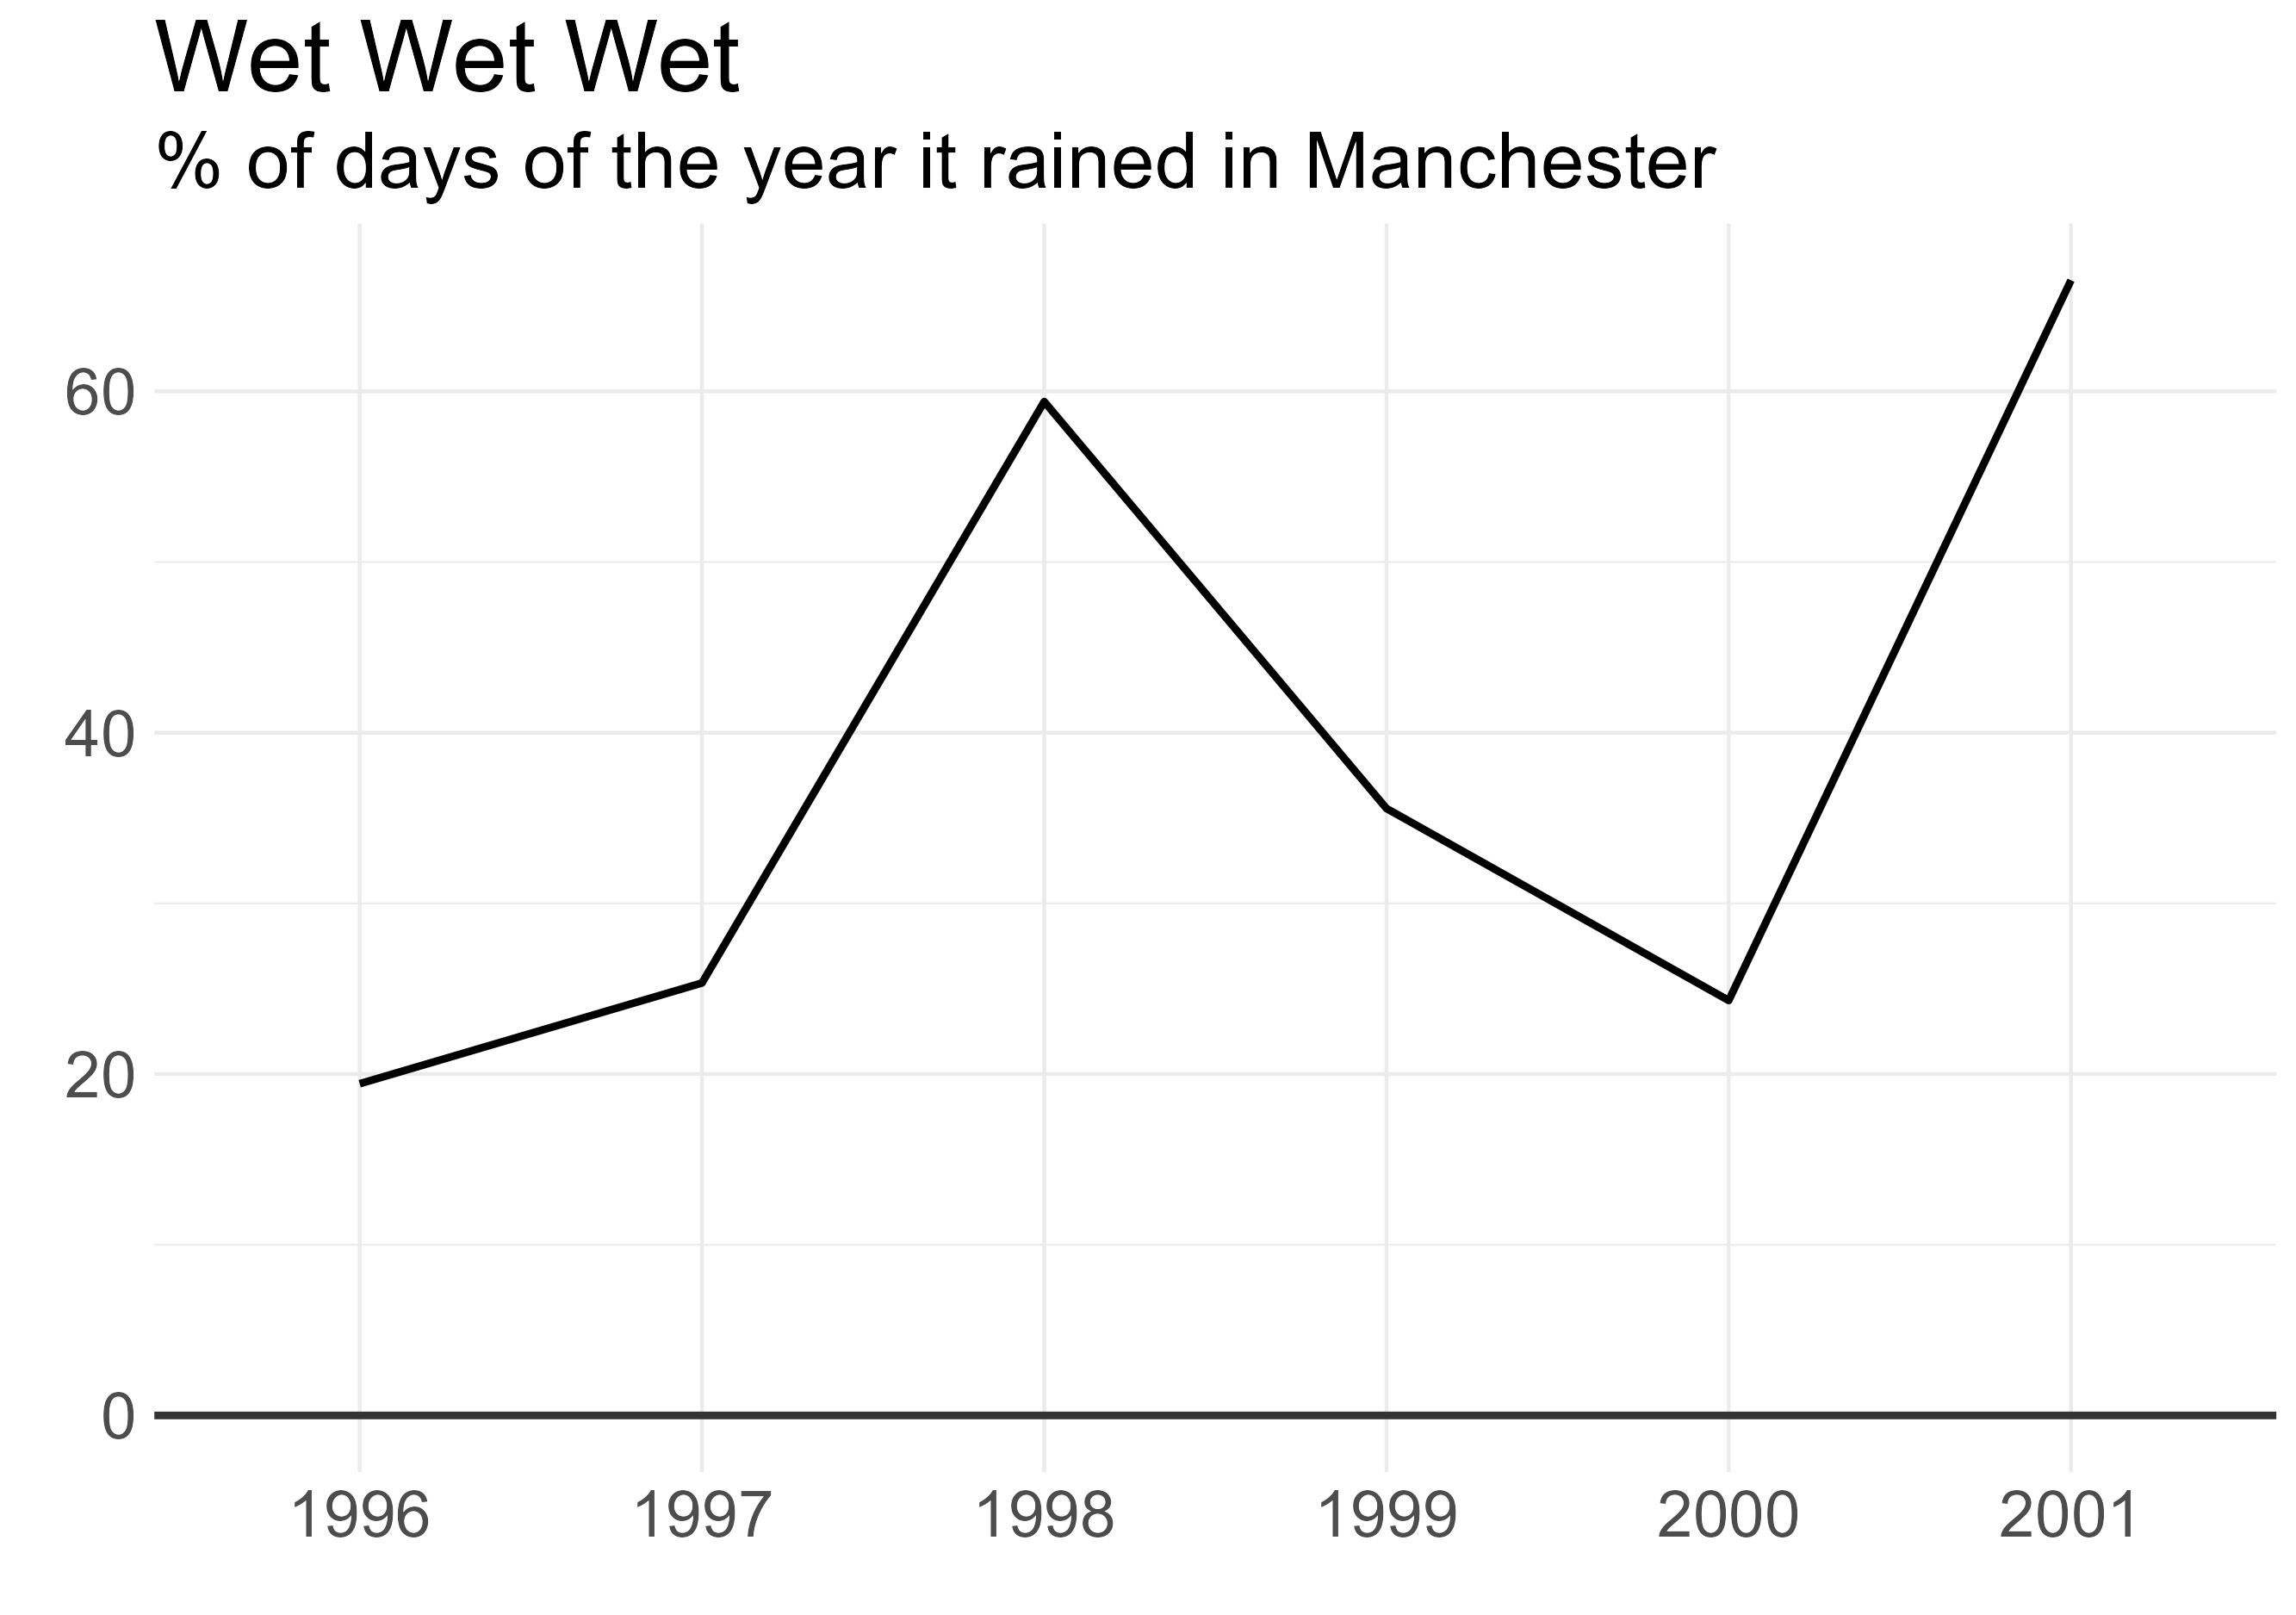 Wet Wet Wet
% of days of the year it rained in Manchester
60
40
20
0
1996 1997 1998 1999 2000 2001